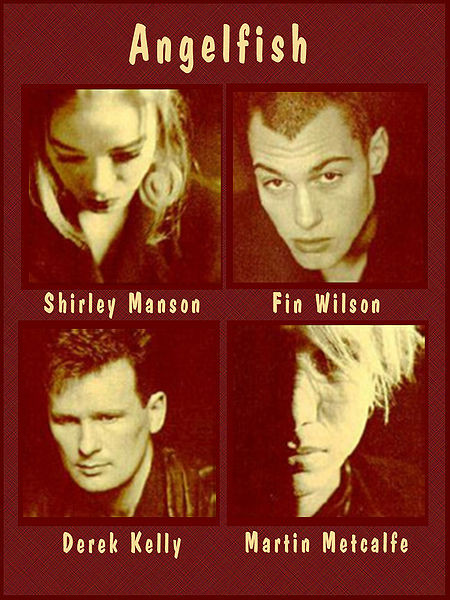 Angelfish
Shirley Manson
Fin Wilson
Derek Kelly
Martin Metcalfe